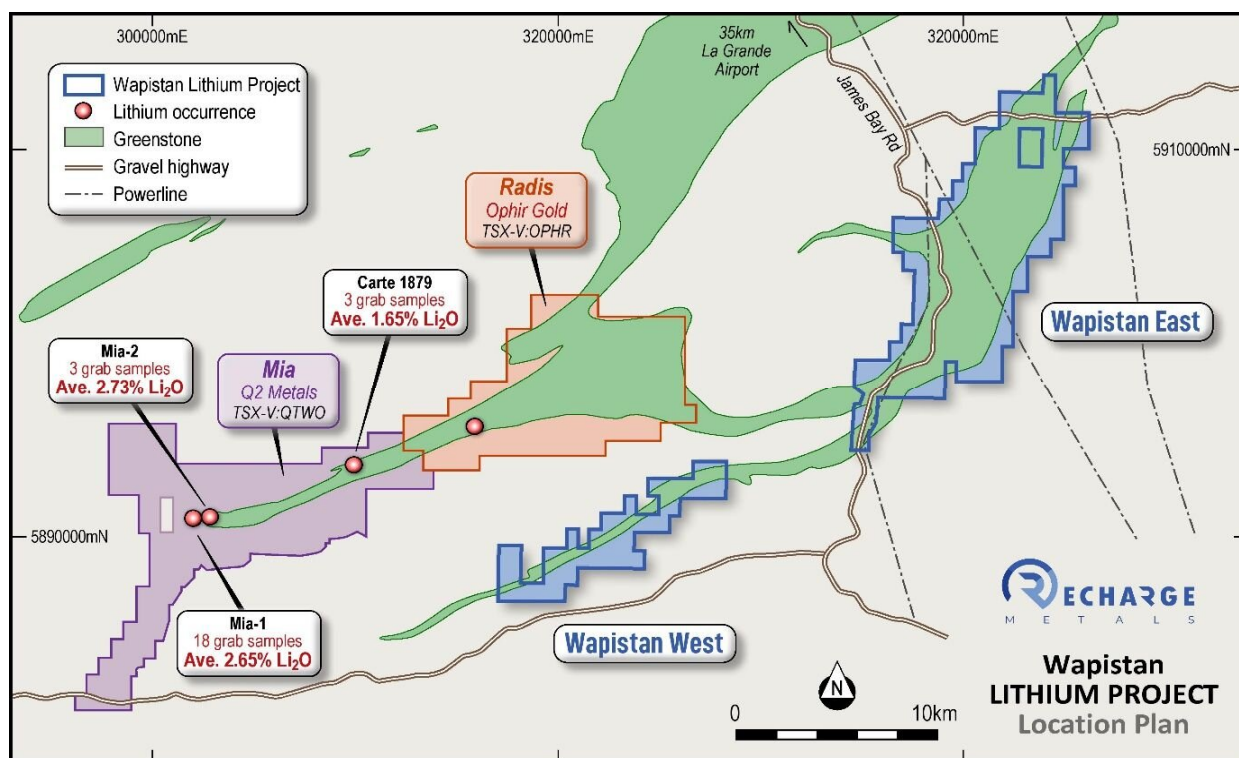 300000mE
320000mE
320000mE
Wapistan Lithium Project
Lithium occurrence
Greenstone
Gravel highway
Powerline
35km
La Grande
Airport
James Bay Rd
5910000mN
Radis
Ophir Gold
TSX-V:OPHR
Carte 1879
3 grab samples
Ave. 1.65% Li₂O
Wapistan East
Mia-2
3 grab samples
Ave. 2.73% Li₂O
Mia
Q2 Metals
TSX-V:QTWO
5890000mN
Mia-1
18 grab samples
Ave. 2.65% Li₂O
Wapistan West
RECHARGE
METALS
N
0
10km
Wapistan
LITHIUM PROJECT
Location Plan